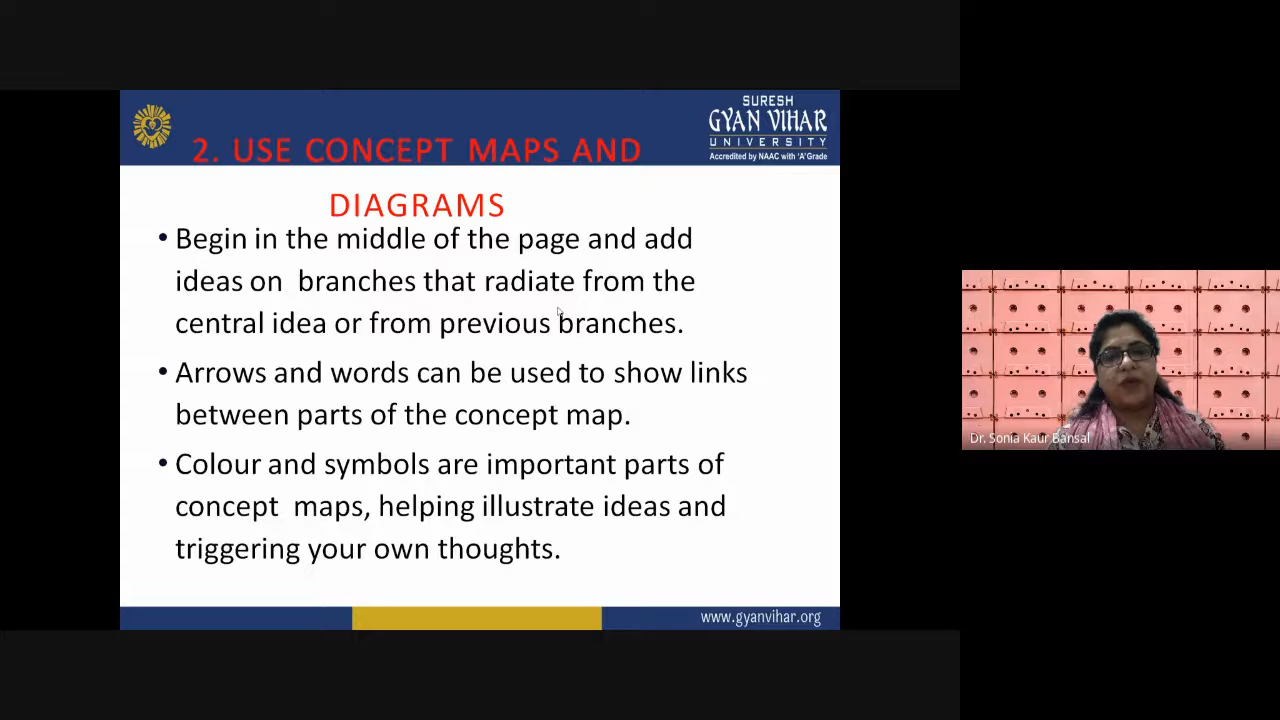 SURESH
GYAN VIHAR
UNIVERSITY
Accredited by NAAC with 'A' Grade
2. USE CONCEPT MAPS AND
DIAGRAMS
• Begin in the middle of the page and add
ideas on branches that radiate from the
central idea or from previous branches.
• Arrows and words can be used to show links
between parts of the concept map.
• Colour and symbols are important parts of
concept maps, helping illustrate ideas and
triggering your own thoughts.
www.gyanvihar.org
Dr. Sonia Kaur Bansal